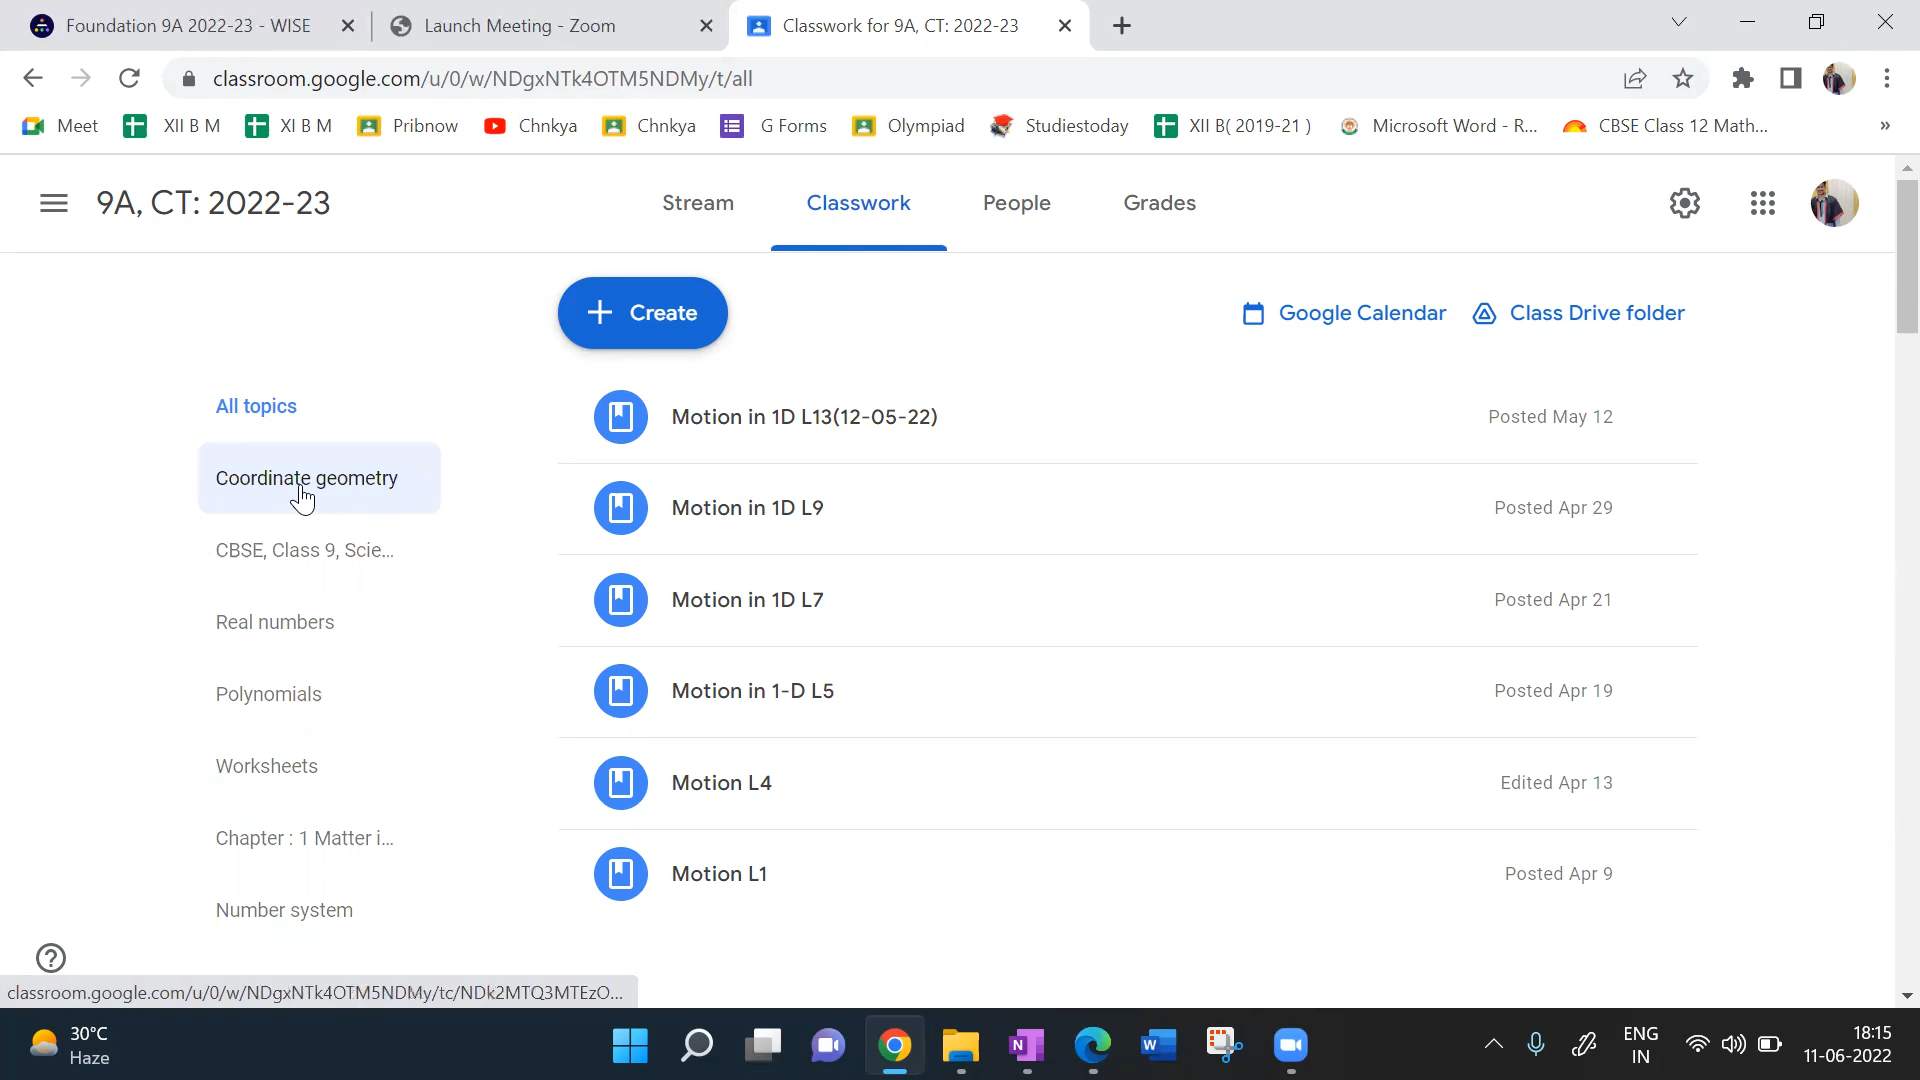 Foundation 9A 2022-23 - WISE
Launch Meeting - Zoom
Classwork for 9A, CT: 2022-23
classroom.google.com/u/0/w/NDgxNTk4OTM5NDMy/t/all
Meet
XII B M
XI B M
Pribnow
Chnkya
Chnkya
G Forms
Olympiad
Studiestoday
XII B( 2019-21 )
Microsoft Word - R...
CBSE Class 12 Math...
»
9A, CT: 2022-23
Stream
Classwork
People
Grades
Create
Google Calendar
Class Drive folder
All topics
Coordinate geometry
CBSE, Class 9, Scie...
Real numbers
Polynomials
Worksheets
Chapter : 1 Matter i...
Number system
Motion in 1D L13(12-05-22)
Posted May 12
Motion in 1D L9
Posted Apr 29
Motion in 1D L7
Posted Apr 21
Motion in 1-D L5
Posted Apr 19
Motion L4
Edited Apr 13
Motion L1
Posted Apr 9
classroom.google.com/u/0/w/NDgxNTk4OTM5NDMy/tc/NDk2MTQ3MTEzO...
30°C
Haze
ENG
IN
18:15
11-06-2022